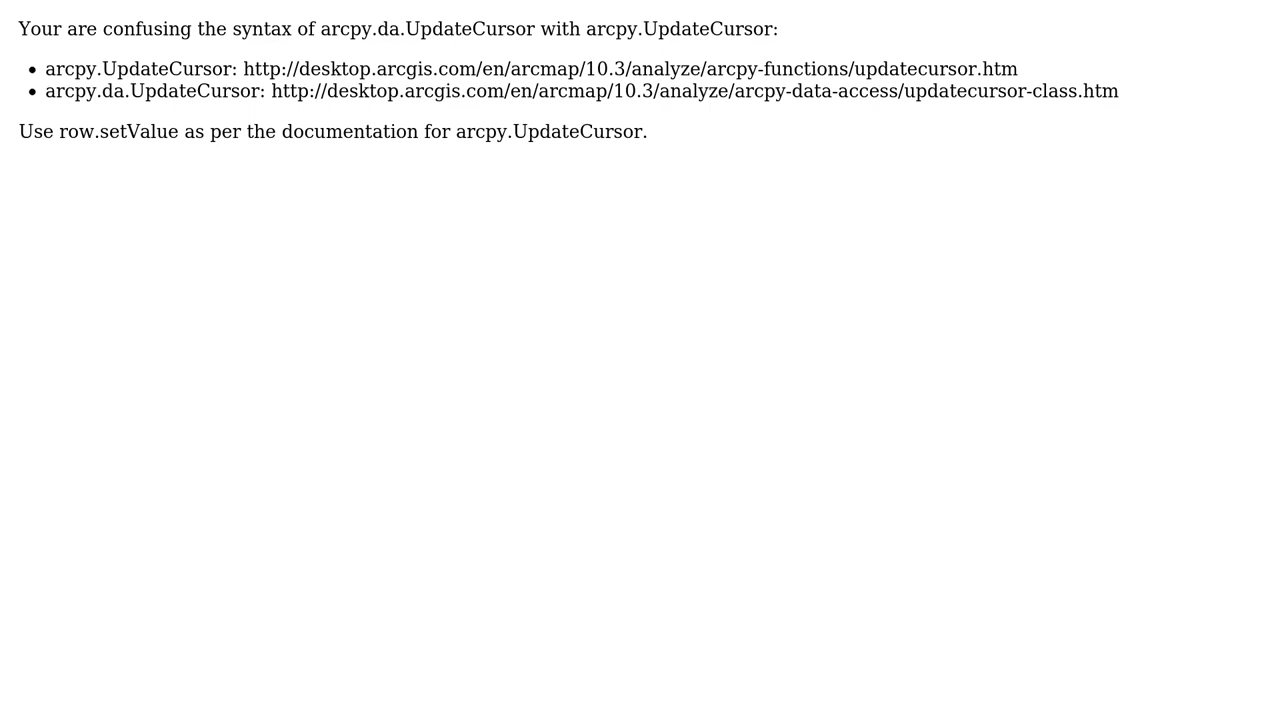 Your are confusing the syntax of arcpy.da.UpdateCursor with arcpy.UpdateCursor:
• arcpy.UpdateCursor: http://desktop.arcgis.com/en/arcmap/10.3/analyze/arcpy-functions/updatecursor.htm
• arcpy.da.UpdateCursor: http://desktop.arcgis.com/en/arcmap/10.3/analyze/arcpy-data-access/updatecursor-class.htm
Use row.setValue as per the documentation for arcpy.UpdateCursor.